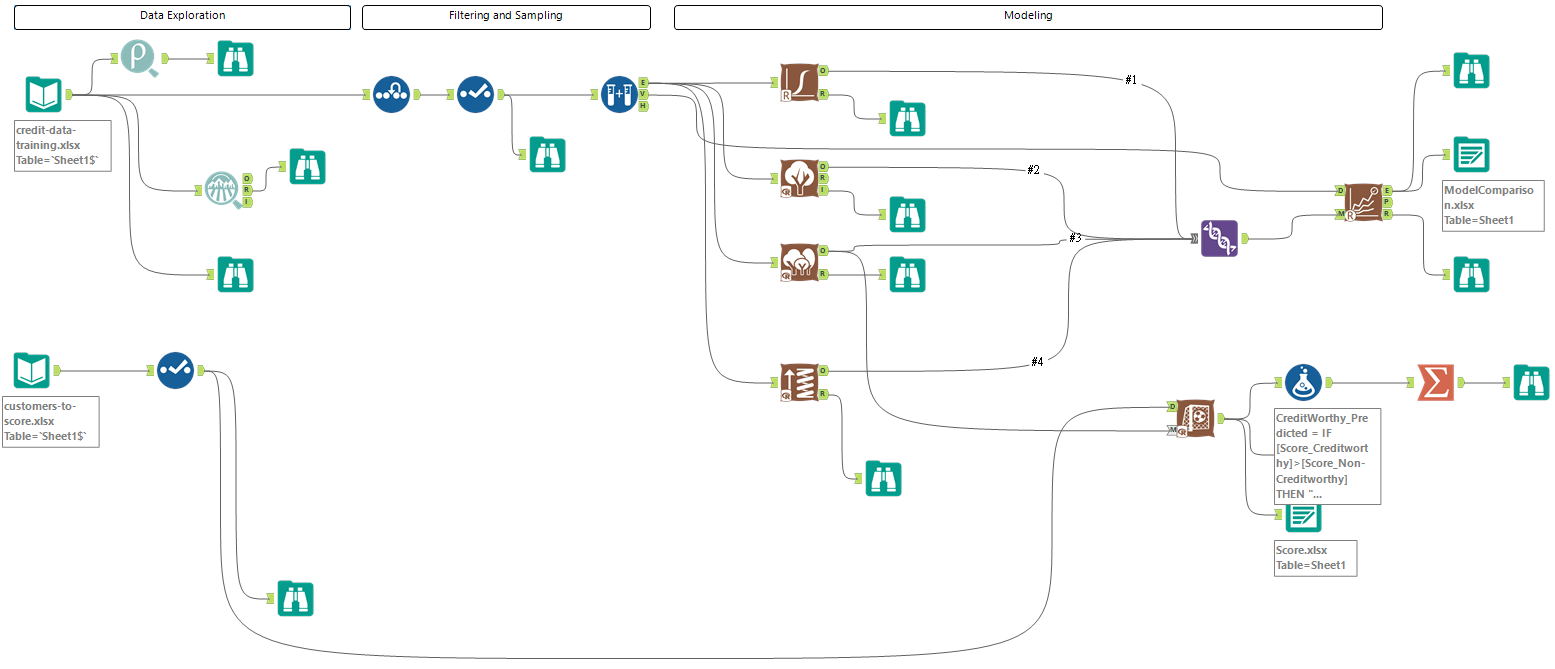 Data Exploration
Filtering and Sampling
Modeling
#1
credit-data-
training.xlsx
Table=`Sheet1$`
ρ
O
R
I
E
V
H
O
R
R
#2
O
R
I
R
#3
O
R
R
D
M
R
E
P
R
ModelCompariso
n.xlsx
Table=Sheet1
customers-to-
score.xlsx
Table=`Sheet1$`
#4
O
R
R
D
M
R
CreditWorthy_Pre
dicted = IF
[Score_Creditwort
hy]>[Score_Non-
Creditworthy]
THEN "...
Score.xlsx
Table=Sheet1